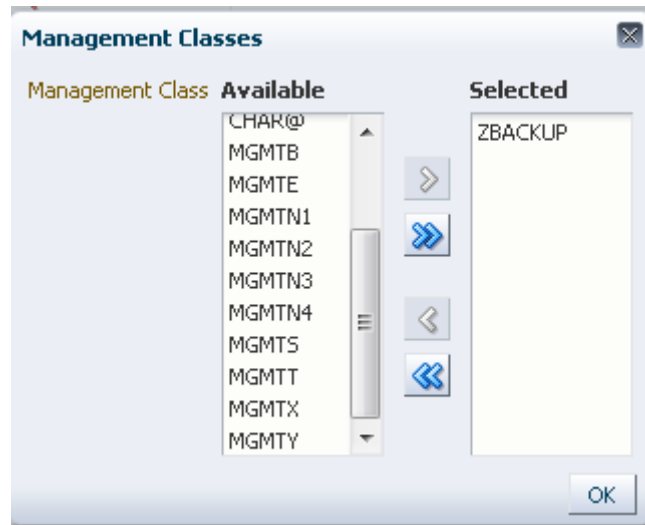 Management Classes
Management Class Available Selected
CHAR@
MGMTB
MGMTE
MGMTN1
MGMTN2
MGMTN3
MGMTN4
MGMTS
MGMTT
MGMTX
MGMTY
ZBACKUP
OK